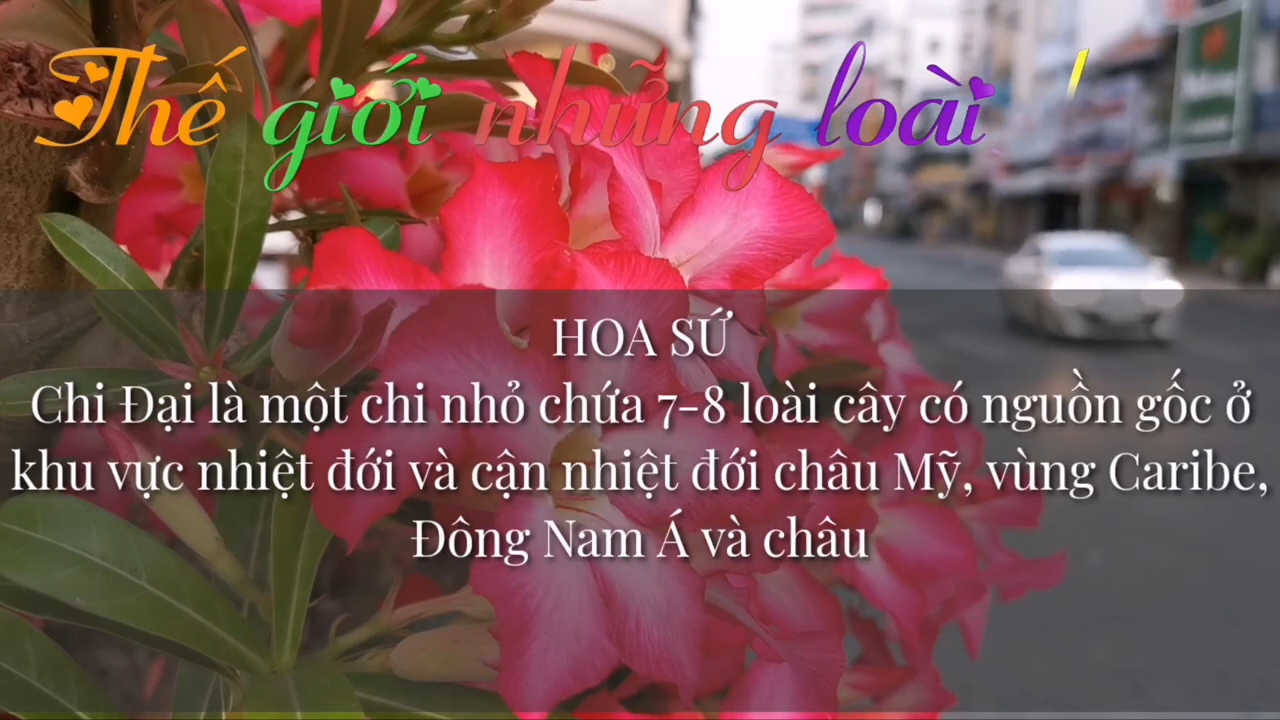 Thế giới những loài
HOA SỨ
Chi Đại là một chi nhỏ chứa 7-8 loài cây có nguồn gốc ở
khu vực nhiệt đới và cận nhiệt đới châu Mỹ, vùng Caribe,
Đông Nam Á và châu